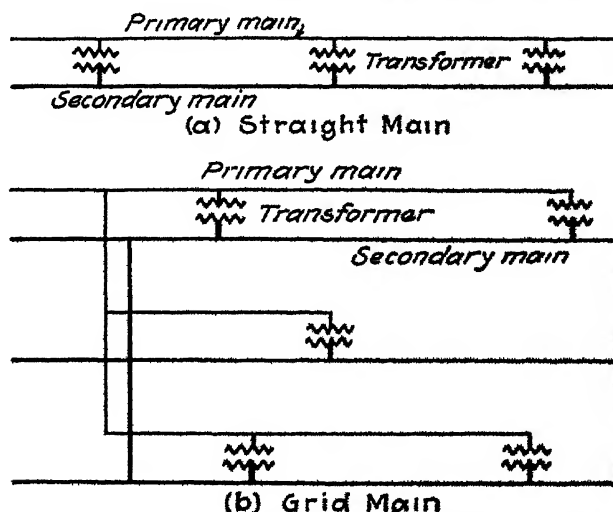 Primary main
Transformer
Secondary main
(a) Straight Main
Primary main
Transformer
Secondary main
(b) Grid Main